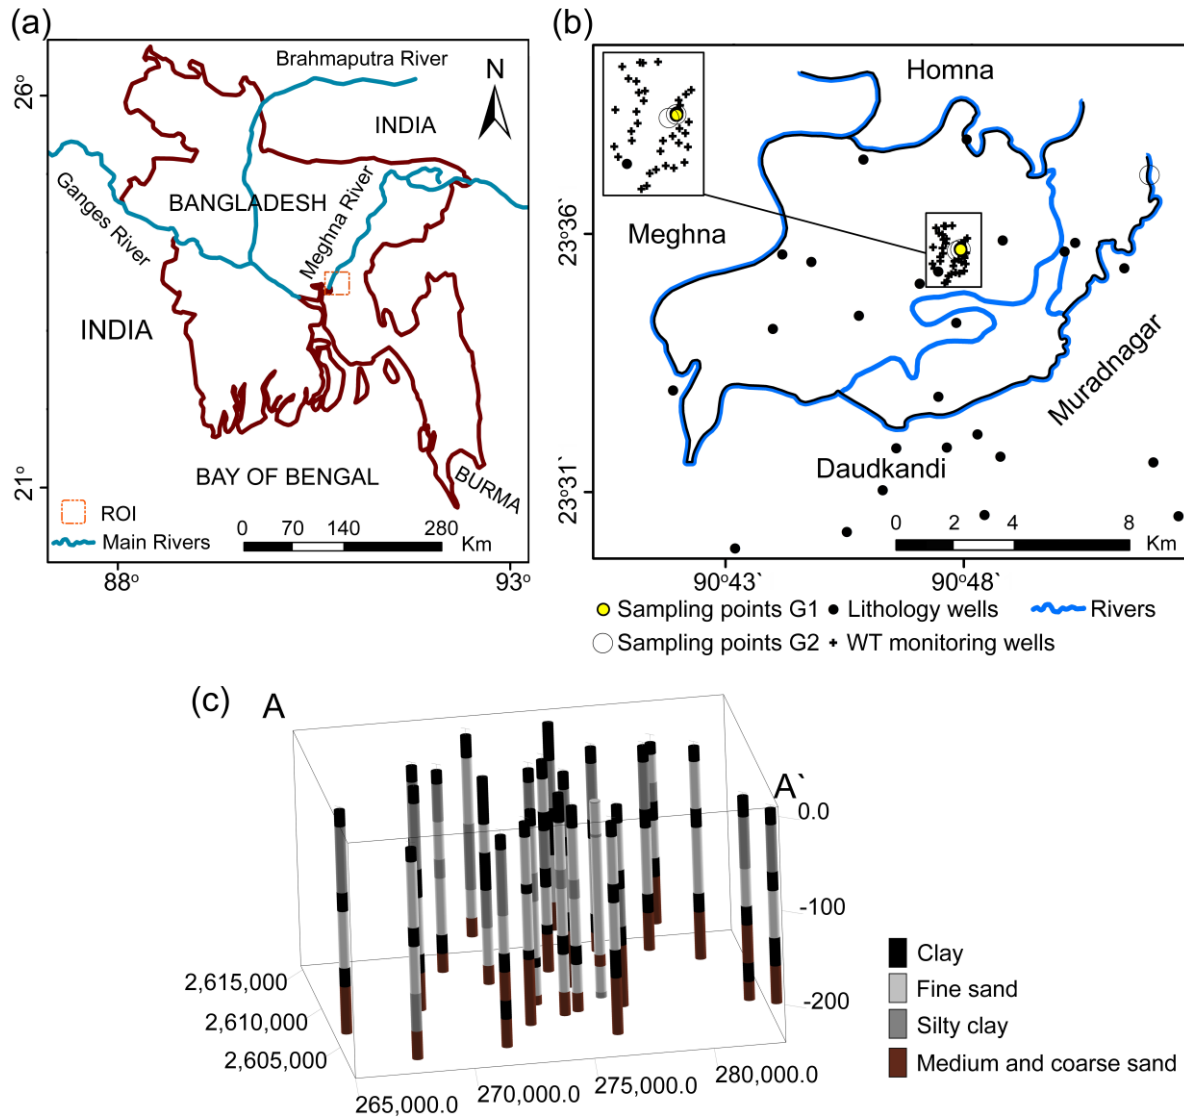 (a)
Brahmaputra River
N
26°
INDIA
Ganges River
BANGLADESH
Meghna River
INDIA
BAY OF BENGAL
BURMA
21°
ROI
Main Rivers
0 70 140 280
Km
88° 93°
(b)
Homna
23°36`
Meghna
Muradnagar
Daudkandi
23°31`
0 2 4 8
Km
90°43` 90°48`
Sampling points G1 Lithology wells Rivers
Sampling points G2 WT monitoring wells
(c)
A
A`
0.0
-100
-200
2,615,000
2,610,000
2,605,000
265,000.0 270,000.0 275,000.0 280,000.0
Clay
Fine sand
Silty clay
Medium and coarse sand